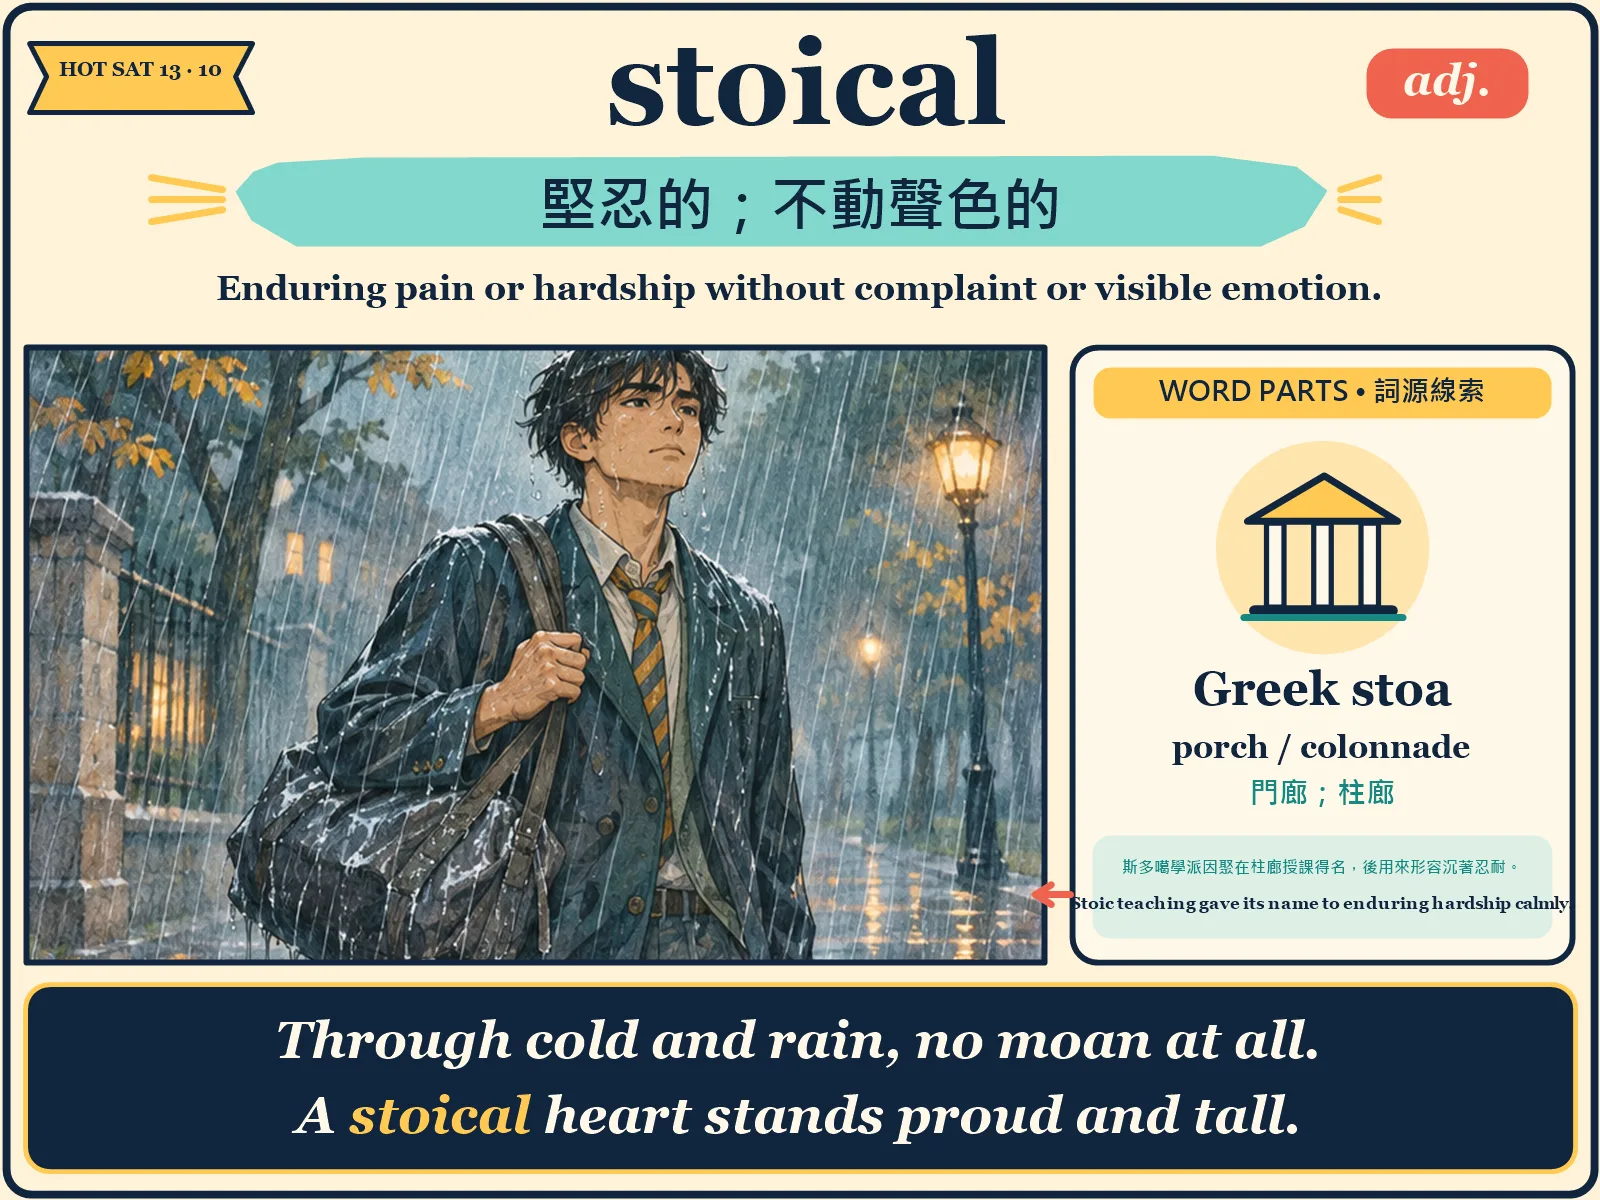 HOT SAT 13 · 10
stoical
adj.
堅忍的；不動聲色的
Enduring pain or hardship without complaint or visible emotion.
WORD PARTS • 詞源線索
Greek stoa
porch / colonnade
門廊；柱廊
斯多噶學派因聚在柱廊授課得名，後用來形容沉著忍耐。
Stoic teaching gave its name to enduring hardship calmly.
Through cold and rain, no moan at all.
A stoical heart stands proud and tall.